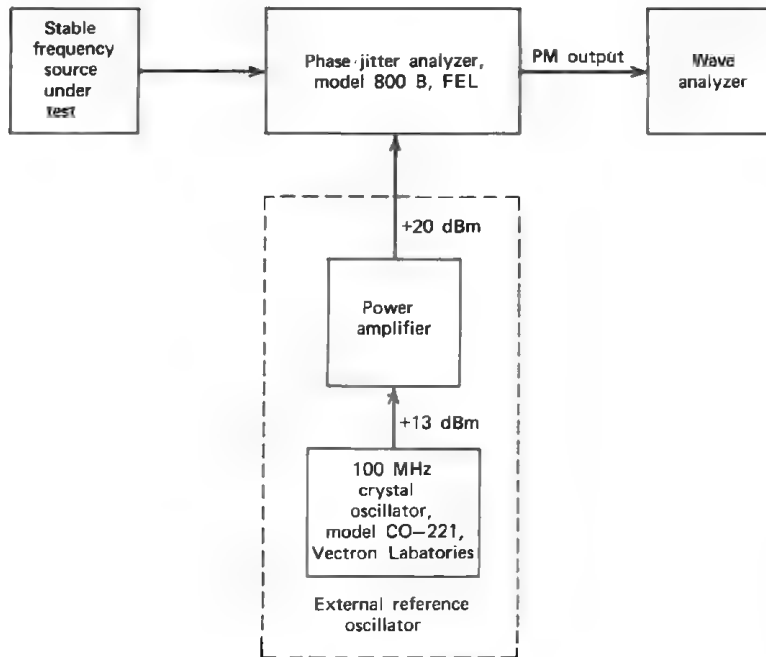 Stable
frequency
source
under
test
Phase jitter analyzer,
model 800 B, FEL
PM output
Wave
analyzer
+20 dBm
Power
amplifier
+13 dBm
100 MHz
crystal
oscillator,
model CO-221,
Vectron Labatories
External reference
oscillator